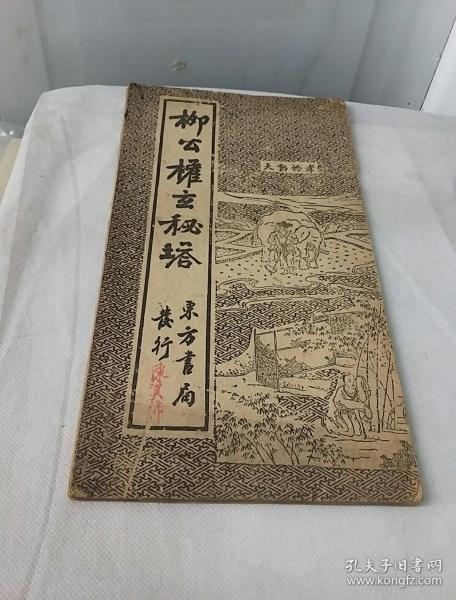 柳公權玄秘塔
東方書局
發行
天動感孝
孔夫子旧书网
www.kongfz.com